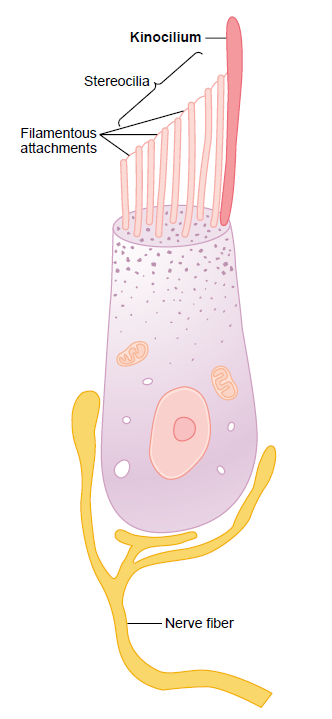 Kinocilium
Stereocilia
Filamentous
attachments
Nerve fiber